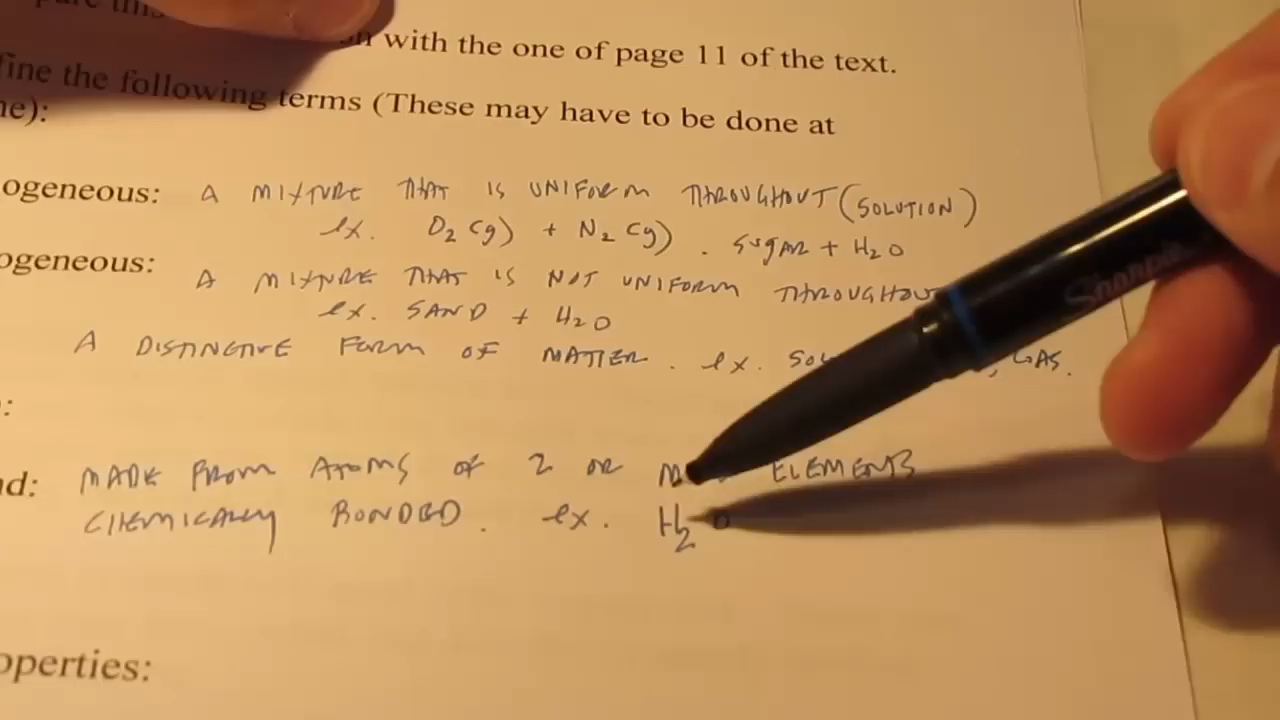 with the one of page 11 of the text.
fine the following terms (These may have to be done at
ne):
ogeneous: A MIXTURE THAT IS UNIFORM THROUGHOUT (SOLUTION)
ex. O2 (g) + N2 (g). SUGAR + H2O
ogeneous: A MIXTURE THAT IS NOT UNIFORM THROUGHOU
ex. SAND + H2O
A DISTINCTIVE FORM OF MATTER. ex. SOL , GAS.
:
nd: MADE FROM ATOMS OF 2 OR ELEMENTS
CHEMICALLY BONDED. ex. H2O
operties:
Sharpie